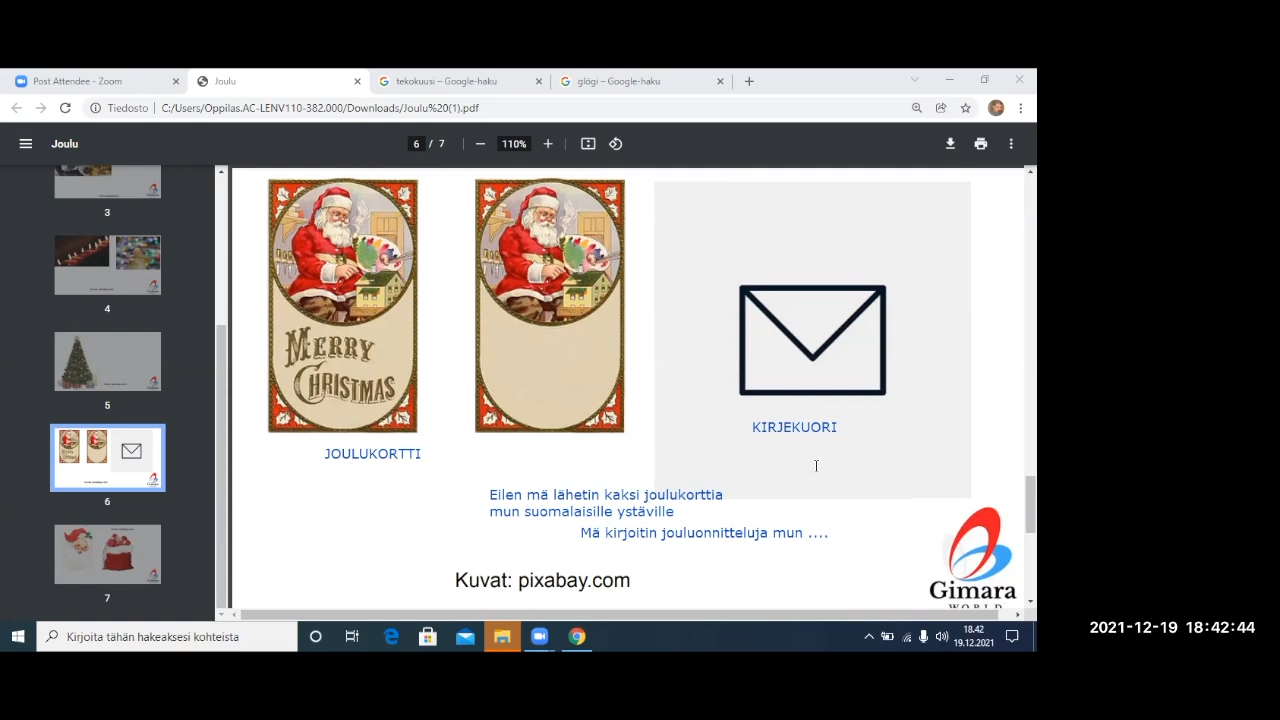 Post Attendee - Zoom
Joulu
tekokuusi – Google-haku
glögi – Google-haku
Tiedosto
C:/Users/Oppilas.AC-LENV110-382.000/Downloads/Joulu%20(1).pdf
Joulu
6 / 7
110%
3
4
5
6
7
MERRY
CHRISTMAS
JOULUKORTTI
KIRJEKUORI
Eilen mä lähetin kaksi joulukorttia
mun suomalaisille ystäville
Mä kirjoitin jouluonnitteluja mun ....
Kuvat: pixabay.com
Gimara
WORLD
Kirjoita tähän hakeaksesi kohteista
18.42
19.12.2021
2021-12-19 18:42:44